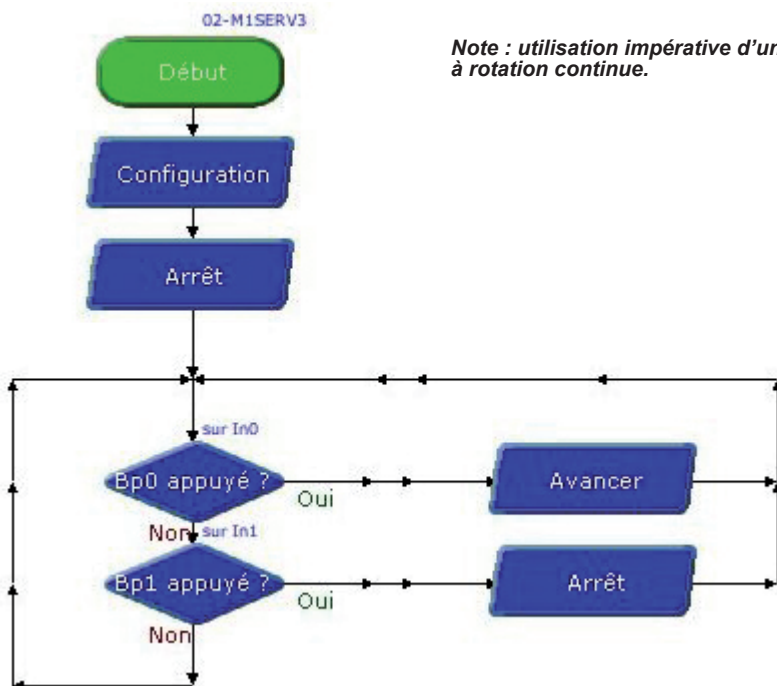 02-M1SERV3
Note : utilisation impérative d'un
à rotation continue.
Début
Configuration
Arrêt
sur In0
Bp0 appuyé ?
Oui
Avancer
Non
sur In1
Bp1 appuyé ?
Oui
Arrêt
Non